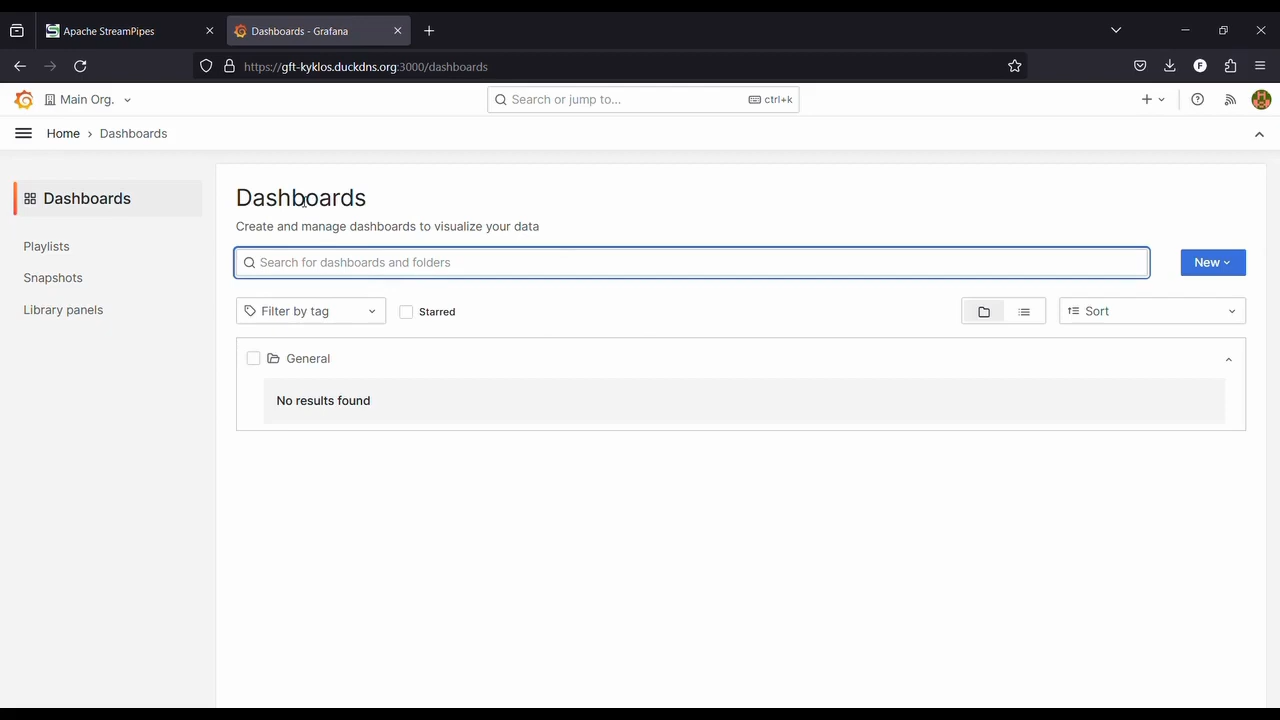 Apache StreamPipes
Dashboards - Grafana
https://gft-kyklos.duckdns.org:3000/dashboards
F
Main Org.
Search or jump to...
ctrl+k
Home › Dashboards
Dashboards
Playlists
Snapshots
Library panels
Dashboards
Create and manage dashboards to visualize your data
Search for dashboards and folders
New
Filter by tag
Starred
Sort
General
No results found